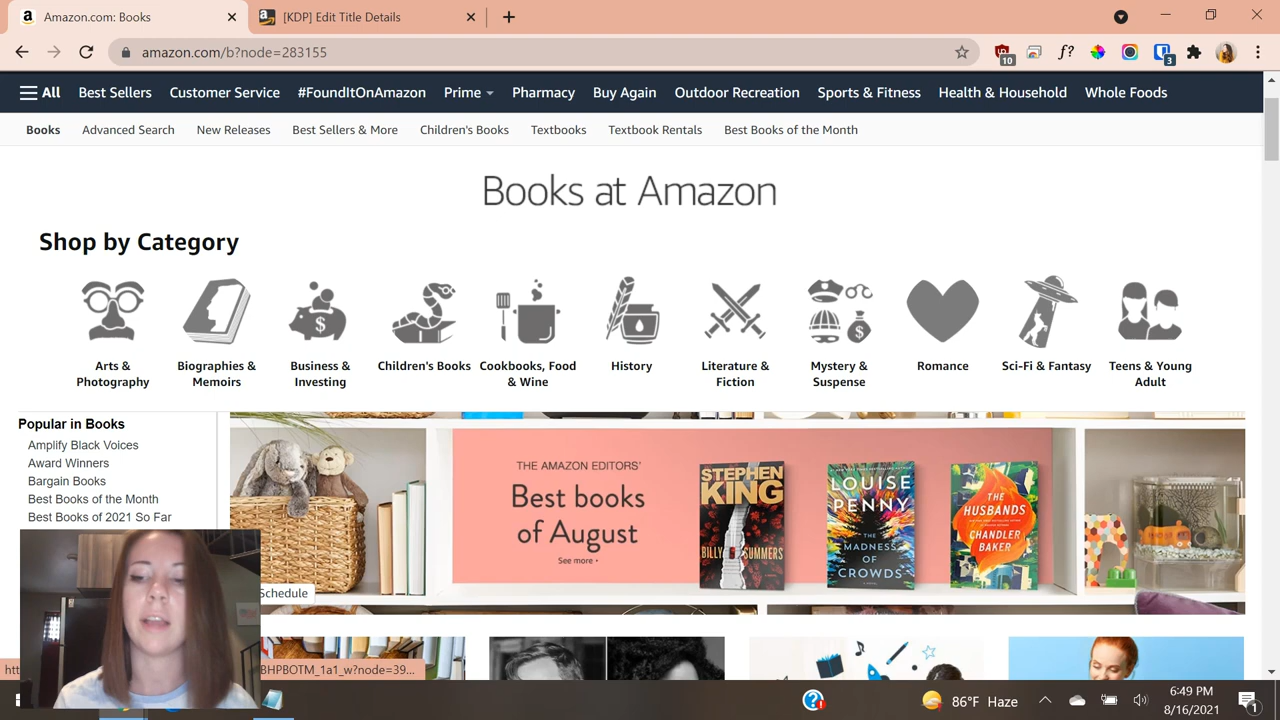 Amazon.com: Books
[KDP] Edit Title Details
amazon.com/b?node=283155
10
f?
3
All
Best Sellers
Customer Service
#FoundItOnAmazon
Prime
Pharmacy
Buy Again
Outdoor Recreation
Sports & Fitness
Health & Household
Whole Foods
Books
Advanced Search
New Releases
Best Sellers & More
Children's Books
Textbooks
Textbook Rentals
Best Books of the Month
Books at Amazon
Shop by Category
Arts &
Photography
Biographies &
Memoirs
Business &
Investing
Children's Books
Cookbooks, Food
& Wine
History
Literature &
Fiction
Mystery &
Suspense
Romance
Sci-Fi & Fantasy
Teens & Young
Adult
Popular in Books
Amplify Black Voices
Award Winners
Bargain Books
Best Books of the Month
Best Books of 2021 So Far
THE AMAZON EDITORS'
Best books
of August
See more
STEPHEN
KING
BILLY SUMMERS
LOUISE
PENNY
THE
MADNESS
OF
CROWDS
THE
HUSBANDS
CHANDLER
BAKER
Schedule
BHPBOTM_1a1_w?node=39...
86°F Haze
6:49 PM
8/16/2021
1